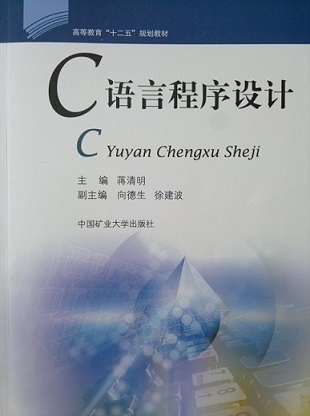 高等教育“十二五”规划教材
C语言程序设计
C Yuyan Chengxu Sheji
主 编 蒋清明
副主编 向德生 徐建波
中国矿业大学出版社